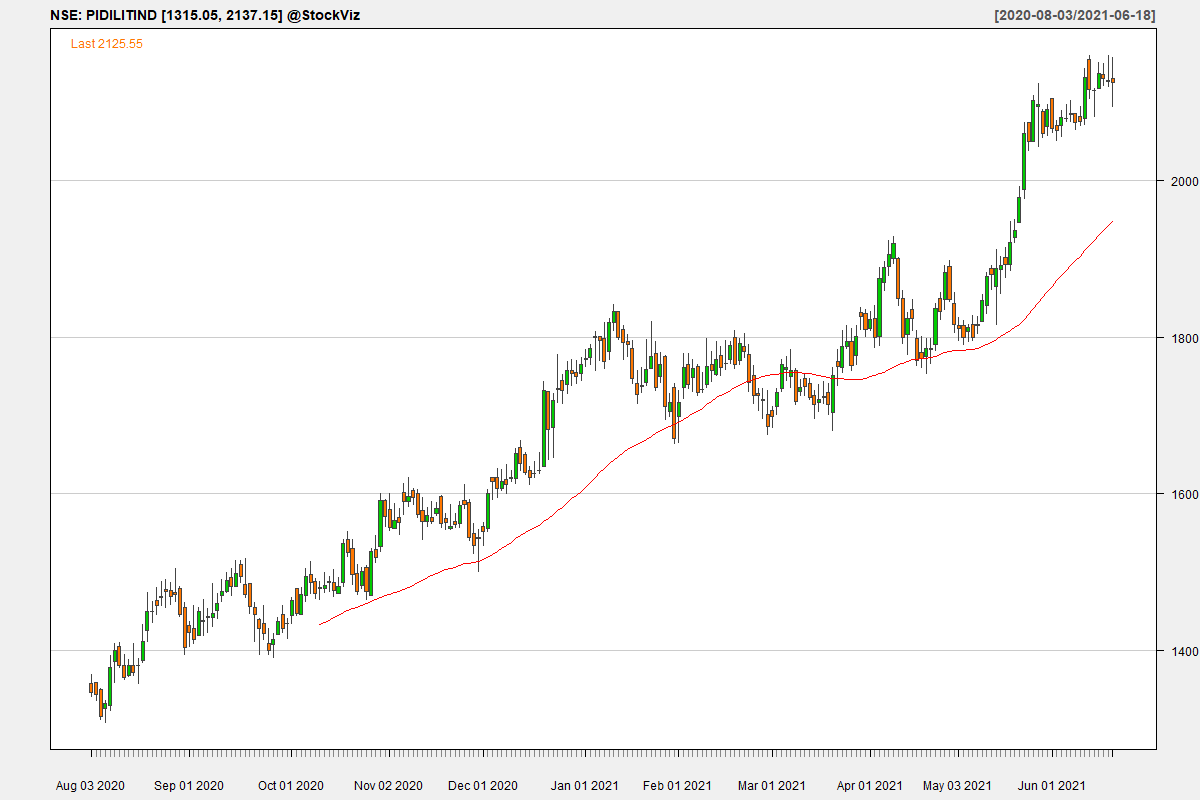 NSE: PIDILITIND [1315.05, 2137.15] @StockViz [2020-08-03/2021-06-18]
Last 2125.55
2000
1800
1600
1400
Aug 03 2020 Sep 01 2020 Oct 01 2020 Nov 02 2020 Dec 01 2020 Jan 01 2021 Feb 01 2021 Mar 01 2021 Apr 01 2021 May 03 2021 Jun 01 2021